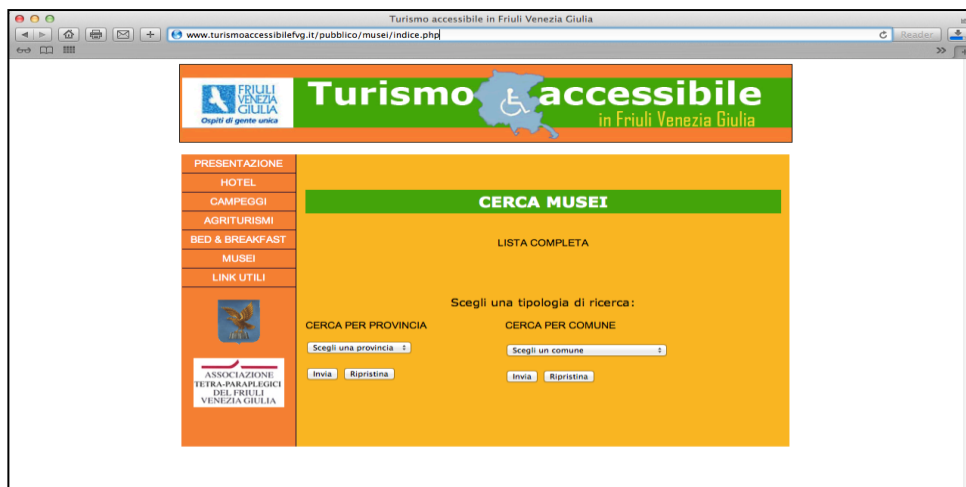 Turismo accessibile in Friuli Venezia Giulia
www.turismoaccessibilefvg.it/pubblico/musei/indice.php
Reader
FRIULI
VENEZIA
GIULIA
Ospiti di gente unica
Turismo accessibile
in Friuli Venezia Giulia
PRESENTAZIONE
HOTEL
CAMPEGGI
AGRITURISMI
BED & BREAKFAST
MUSEI
LINK UTILI
ASSOCIAZIONE
TETRA-PARAPLEGICI
DEL FRIULI
VENEZIA GIULIA
CERCA MUSEI
LISTA COMPLETA
Scegli una tipologia di ricerca:
CERCA PER PROVINCIA
Scegli una provincia
Invia Ripristina
CERCA PER COMUNE
Scegli un comune
Invia Ripristina